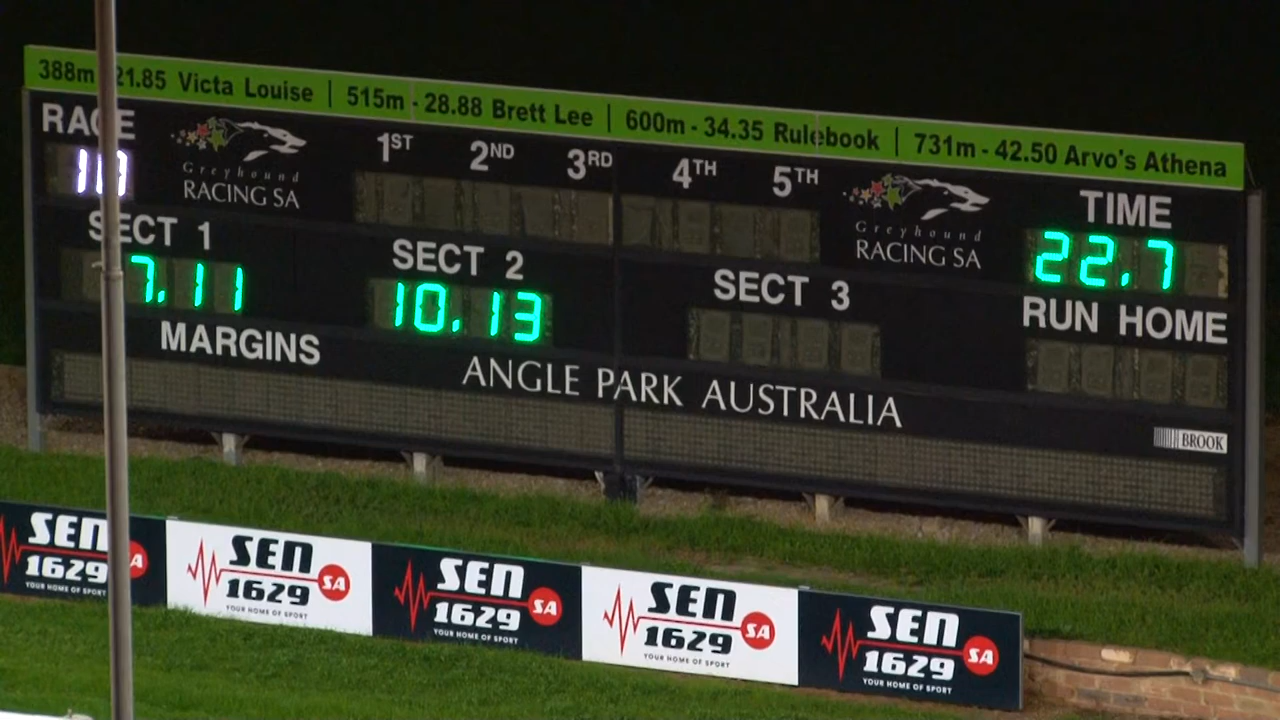 388m 21.85 Victa Louise | 515m - 28.88 Brett Lee | 600m - 34.35 Rulebook | 731m - 42.50 Arvo's Athena
RACE
Greyhound
RACING SA
1ST 2ND 3RD 4TH 5TH
Greyhound
RACING SA
TIME
22.7
SECT 1
7.11
SECT 2
10.13
SECT 3
RUN HOME
MARGINS
ANGLE PARK AUSTRALIA
BROOK
SEN
1629
A
SEN
1629 SA
YOUR HOME OF SPORT
SEN
1629 SA
YOUR HOME OF SPORT
SEN
1629 SA
YOUR HOME OF SPORT
SEN
1629 SA
YOUR HOME OF SPORT